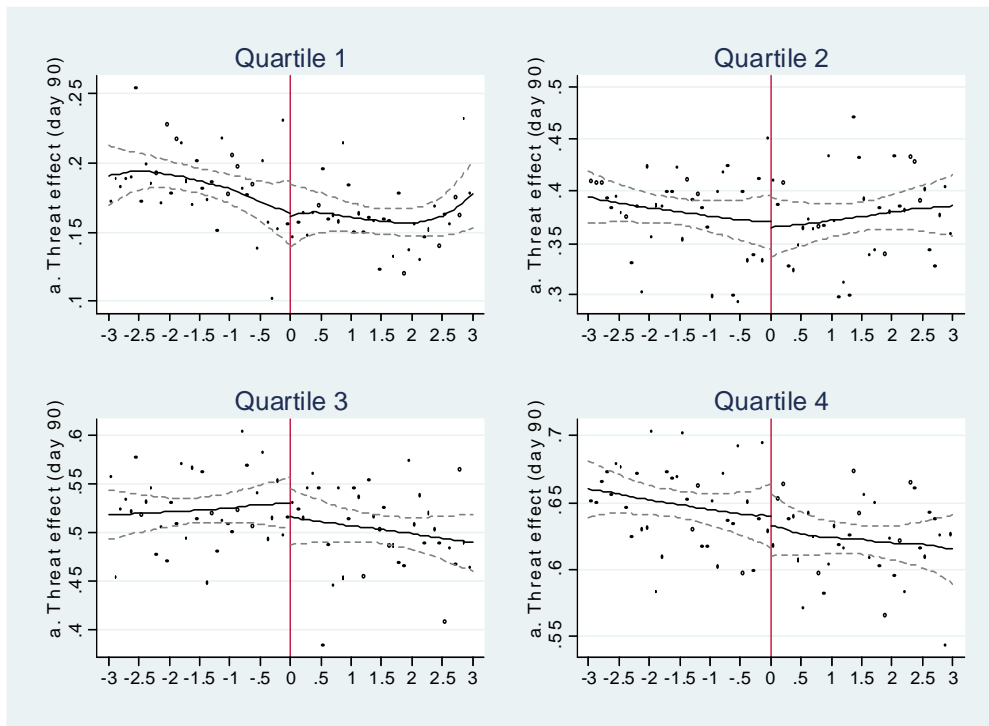 Quartile 1
a. Threat effect (day 90)
.25
.2
.15
.1
-3 -2.5 -2 -1.5 -1 -.5 0 .5 1 1.5 2 2.5 3
Quartile 2
a. Threat effect (day 90)
.5
.45
.4
.35
.3
-3 -2.5 -2 -1.5 -1 -.5 0 .5 1 1.5 2 2.5 3
Quartile 3
a. Threat effect (day 90)
.6
.55
.5
.45
.4
-3 -2.5 -2 -1.5 -1 -.5 0 .5 1 1.5 2 2.5 3
Quartile 4
a. Threat effect (day 90)
.7
.65
.6
.55
-3 -2.5 -2 -1.5 -1 -.5 0 .5 1 1.5 2 2.5 3